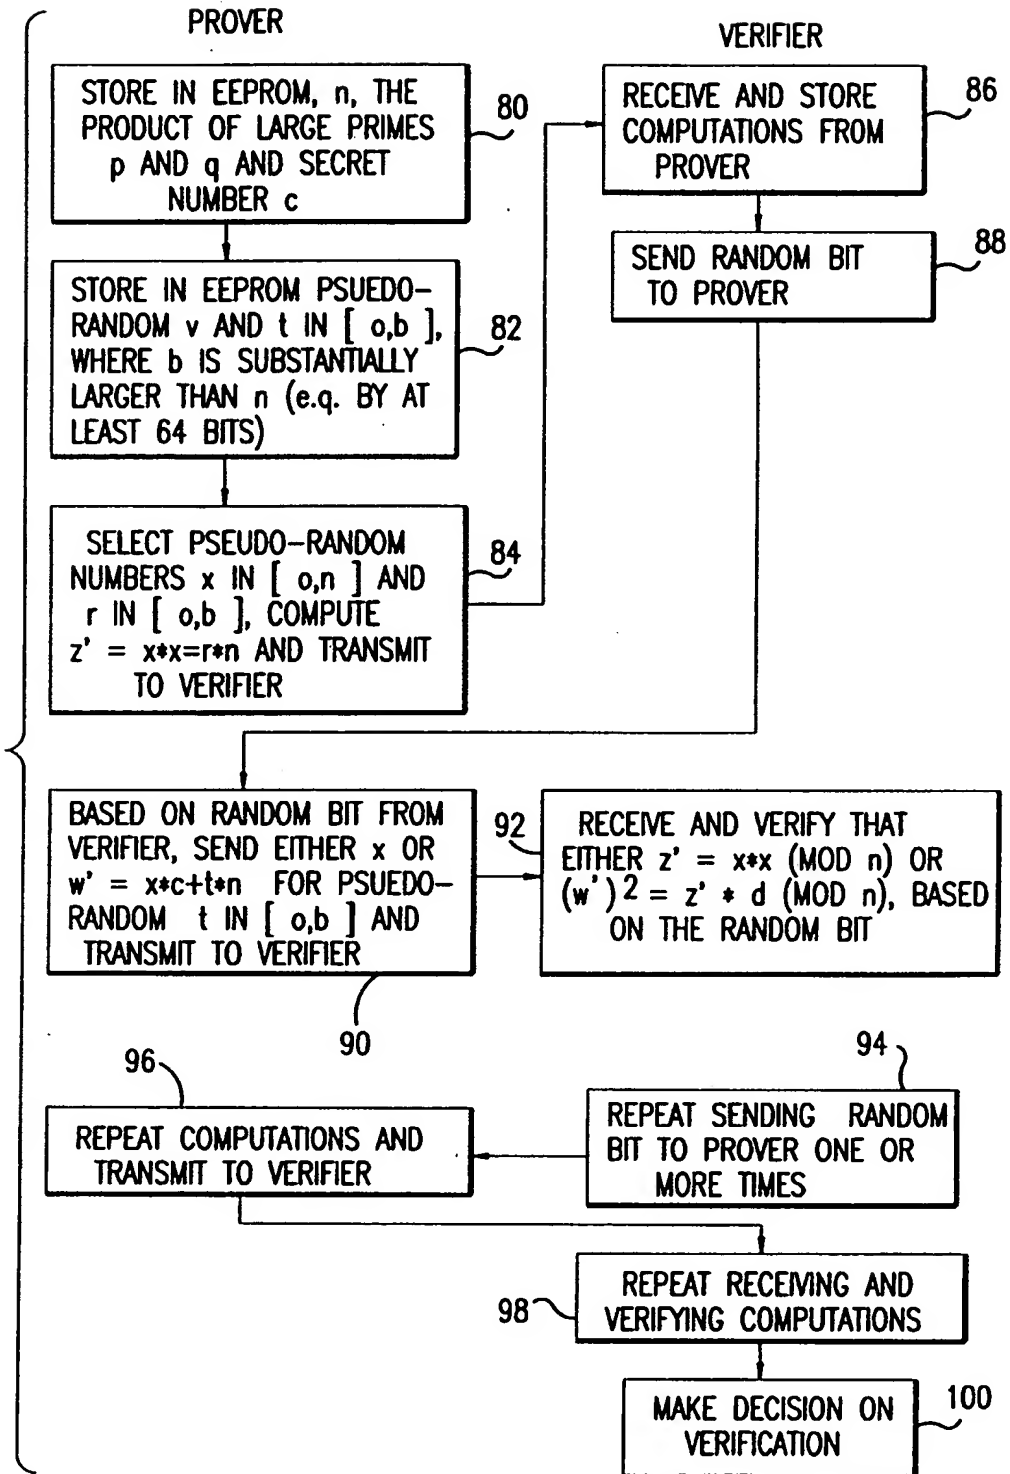 PROVER
STORE IN EEPROM, n, THE
PRODUCT OF LARGE PRIMES
p AND q AND SECRET
NUMBER c
80
STORE IN EEPROM PSUEDO-
RANDOM v AND t IN [ o,b ],
WHERE b IS SUBSTANTIALLY
LARGER THAN n (e.q. BY AT
LEAST 64 BITS)
82
SELECT PSEUDO-RANDOM
NUMBERS x IN [ o,n ] AND
r IN [ o,b ], COMPUTE
z' = x*x=r*n AND TRANSMIT
TO VERIFIER
84
VERIFIER
RECEIVE AND STORE
COMPUTATIONS FROM
PROVER
86
SEND RANDOM BIT
TO PROVER
88
BASED ON RANDOM BIT FROM
VERIFIER, SEND EITHER x OR
w' = x*c+t*n FOR PSUEDO-
RANDOM t IN [ o,b ] AND
TRANSMIT TO VERIFIER
90
92
RECEIVE AND VERIFY THAT
EITHER z' = x*x (MOD n) OR
(w')2 = z' * d (MOD n), BASED
ON THE RANDOM BIT
94
REPEAT SENDING RANDOM
BIT TO PROVER ONE OR
MORE TIMES
96
REPEAT COMPUTATIONS AND
TRANSMIT TO VERIFIER
98
REPEAT RECEIVING AND
VERIFYING COMPUTATIONS
MAKE DECISION ON
VERIFICATION
100